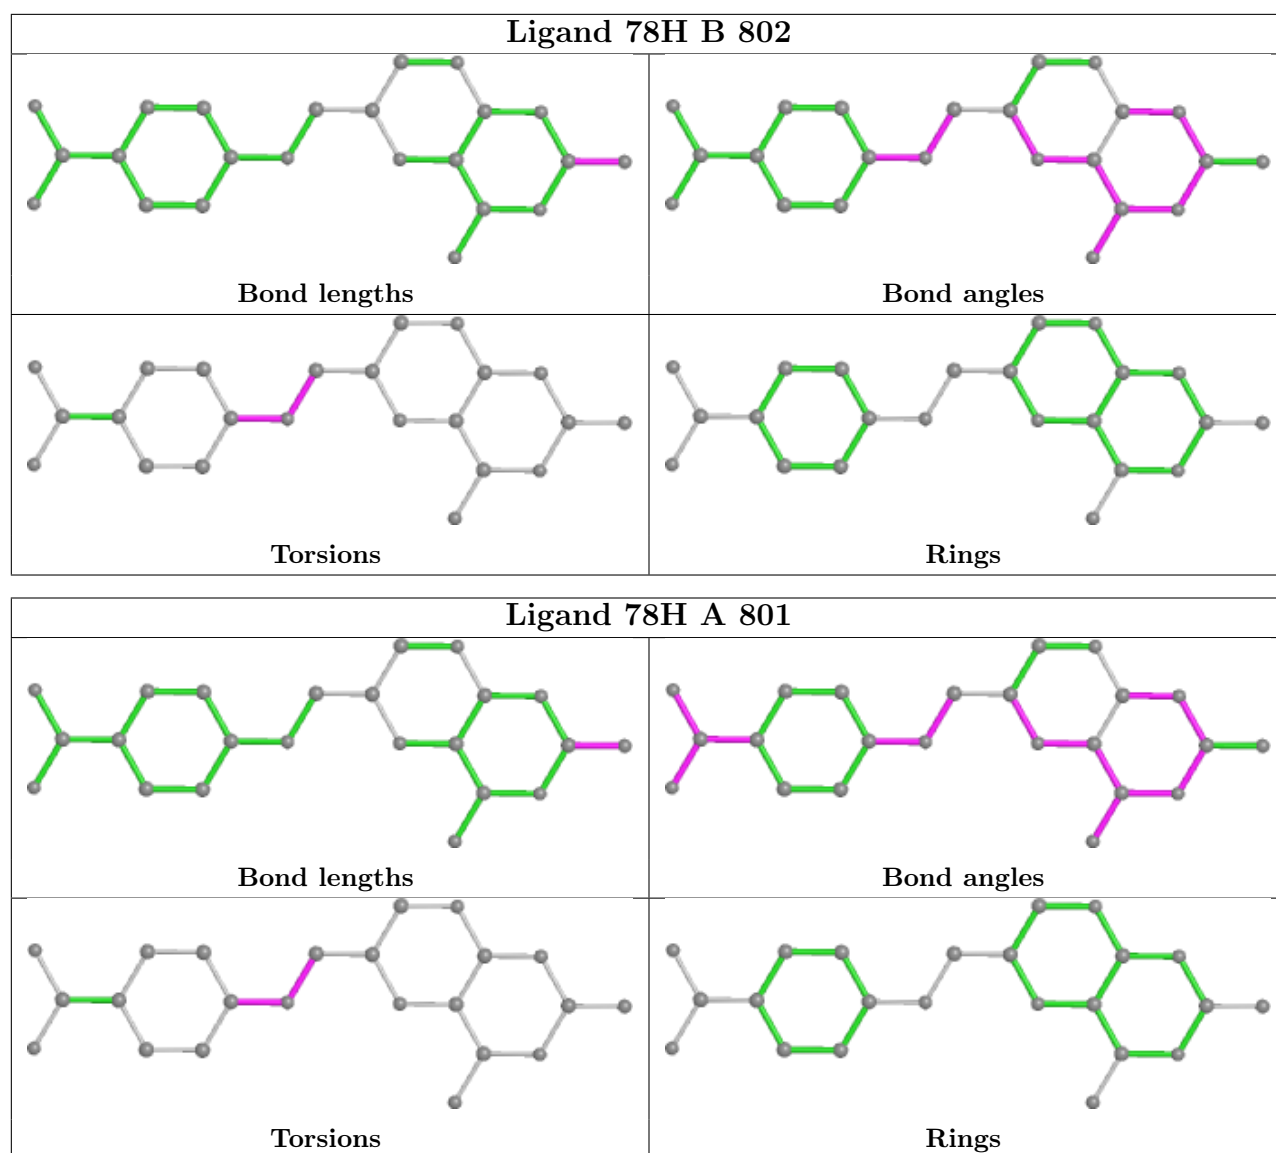 Ligand 78H B 802
Bond lengths
Bond angles
Torsions
Rings
Ligand 78H A 801
Bond lengths
Bond angles
Torsions
Rings